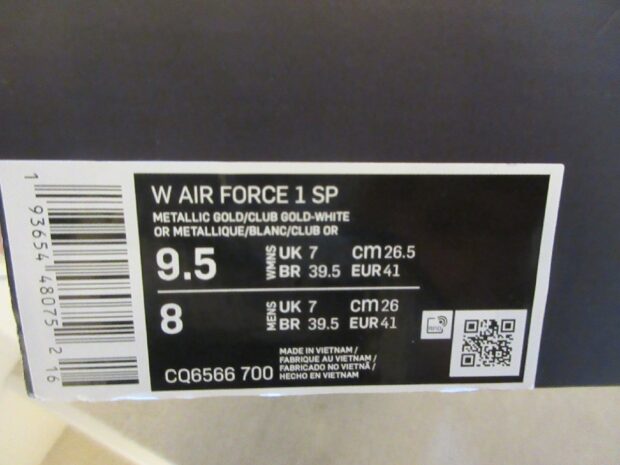 W AIR FORCE 1 SP
METALLIC GOLD/CLUB GOLD-WHITE
OR METALLIQUE/BLANC/CLUB OR
9.5 WMNS UK 7 cm 26.5
BR 39.5 EUR 41
8 MENS UK 7 cm 26
BR 39.5 EUR 41
CQ6566 700
MADE IN VIETNAM /
FABRIQUE AU VIETNAM /
FABRICADO NO VIETNÃ /
HECHO EN VIETNAM
1 93654 48075 2 16